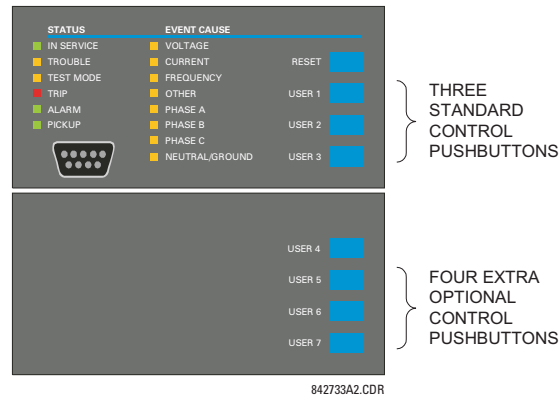 STATUS
IN SERVICE
TROUBLE
TEST MODE
TRIP
ALARM
PICKUP
EVENT CAUSE
VOLTAGE
CURRENT
FREQUENCY
OTHER
PHASE A
PHASE B
PHASE C
NEUTRAL/GROUND
RESET
USER 1
USER 2
USER 3
THREE
STANDARD
CONTROL
PUSHBUTTONS
USER 4
USER 5
USER 6
USER 7
FOUR EXTRA
OPTIONAL
CONTROL
PUSHBUTTONS
842733A2.CDR